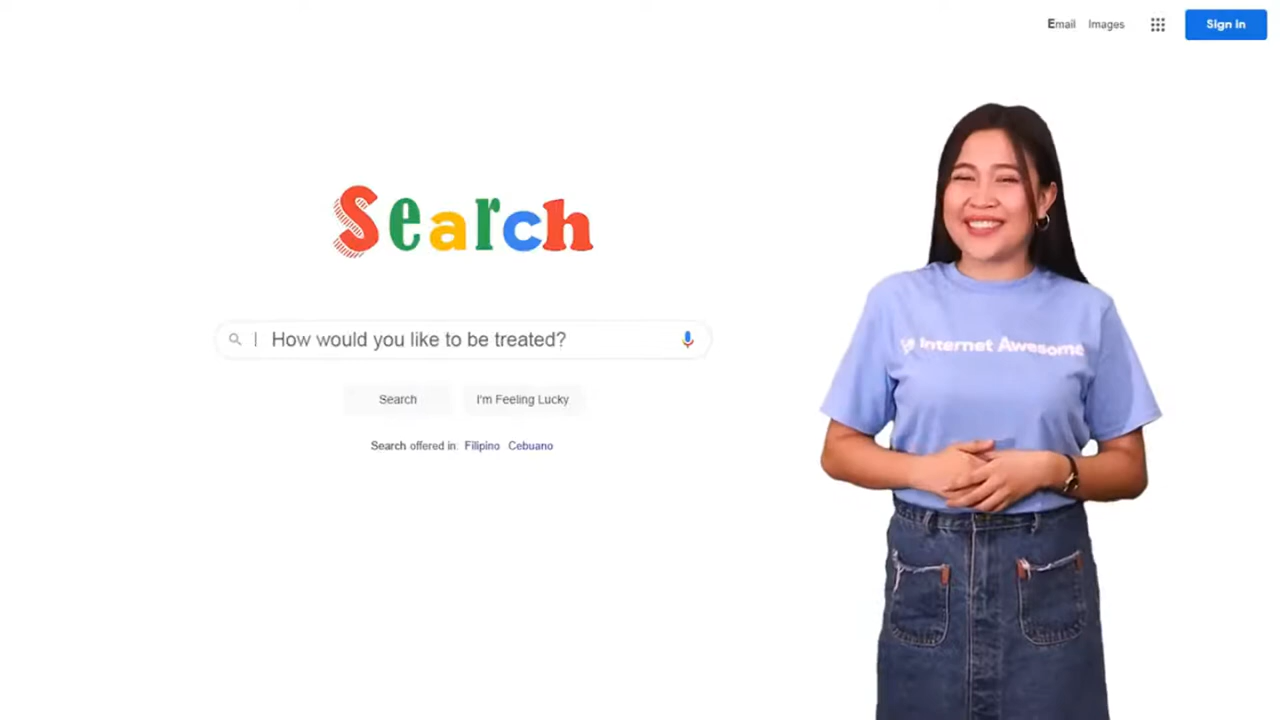 Email Images Sign in
Search
How would you like to be treated?
Search I'm Feeling Lucky
Search offered in: Filipino Cebuano
Internet Awesome